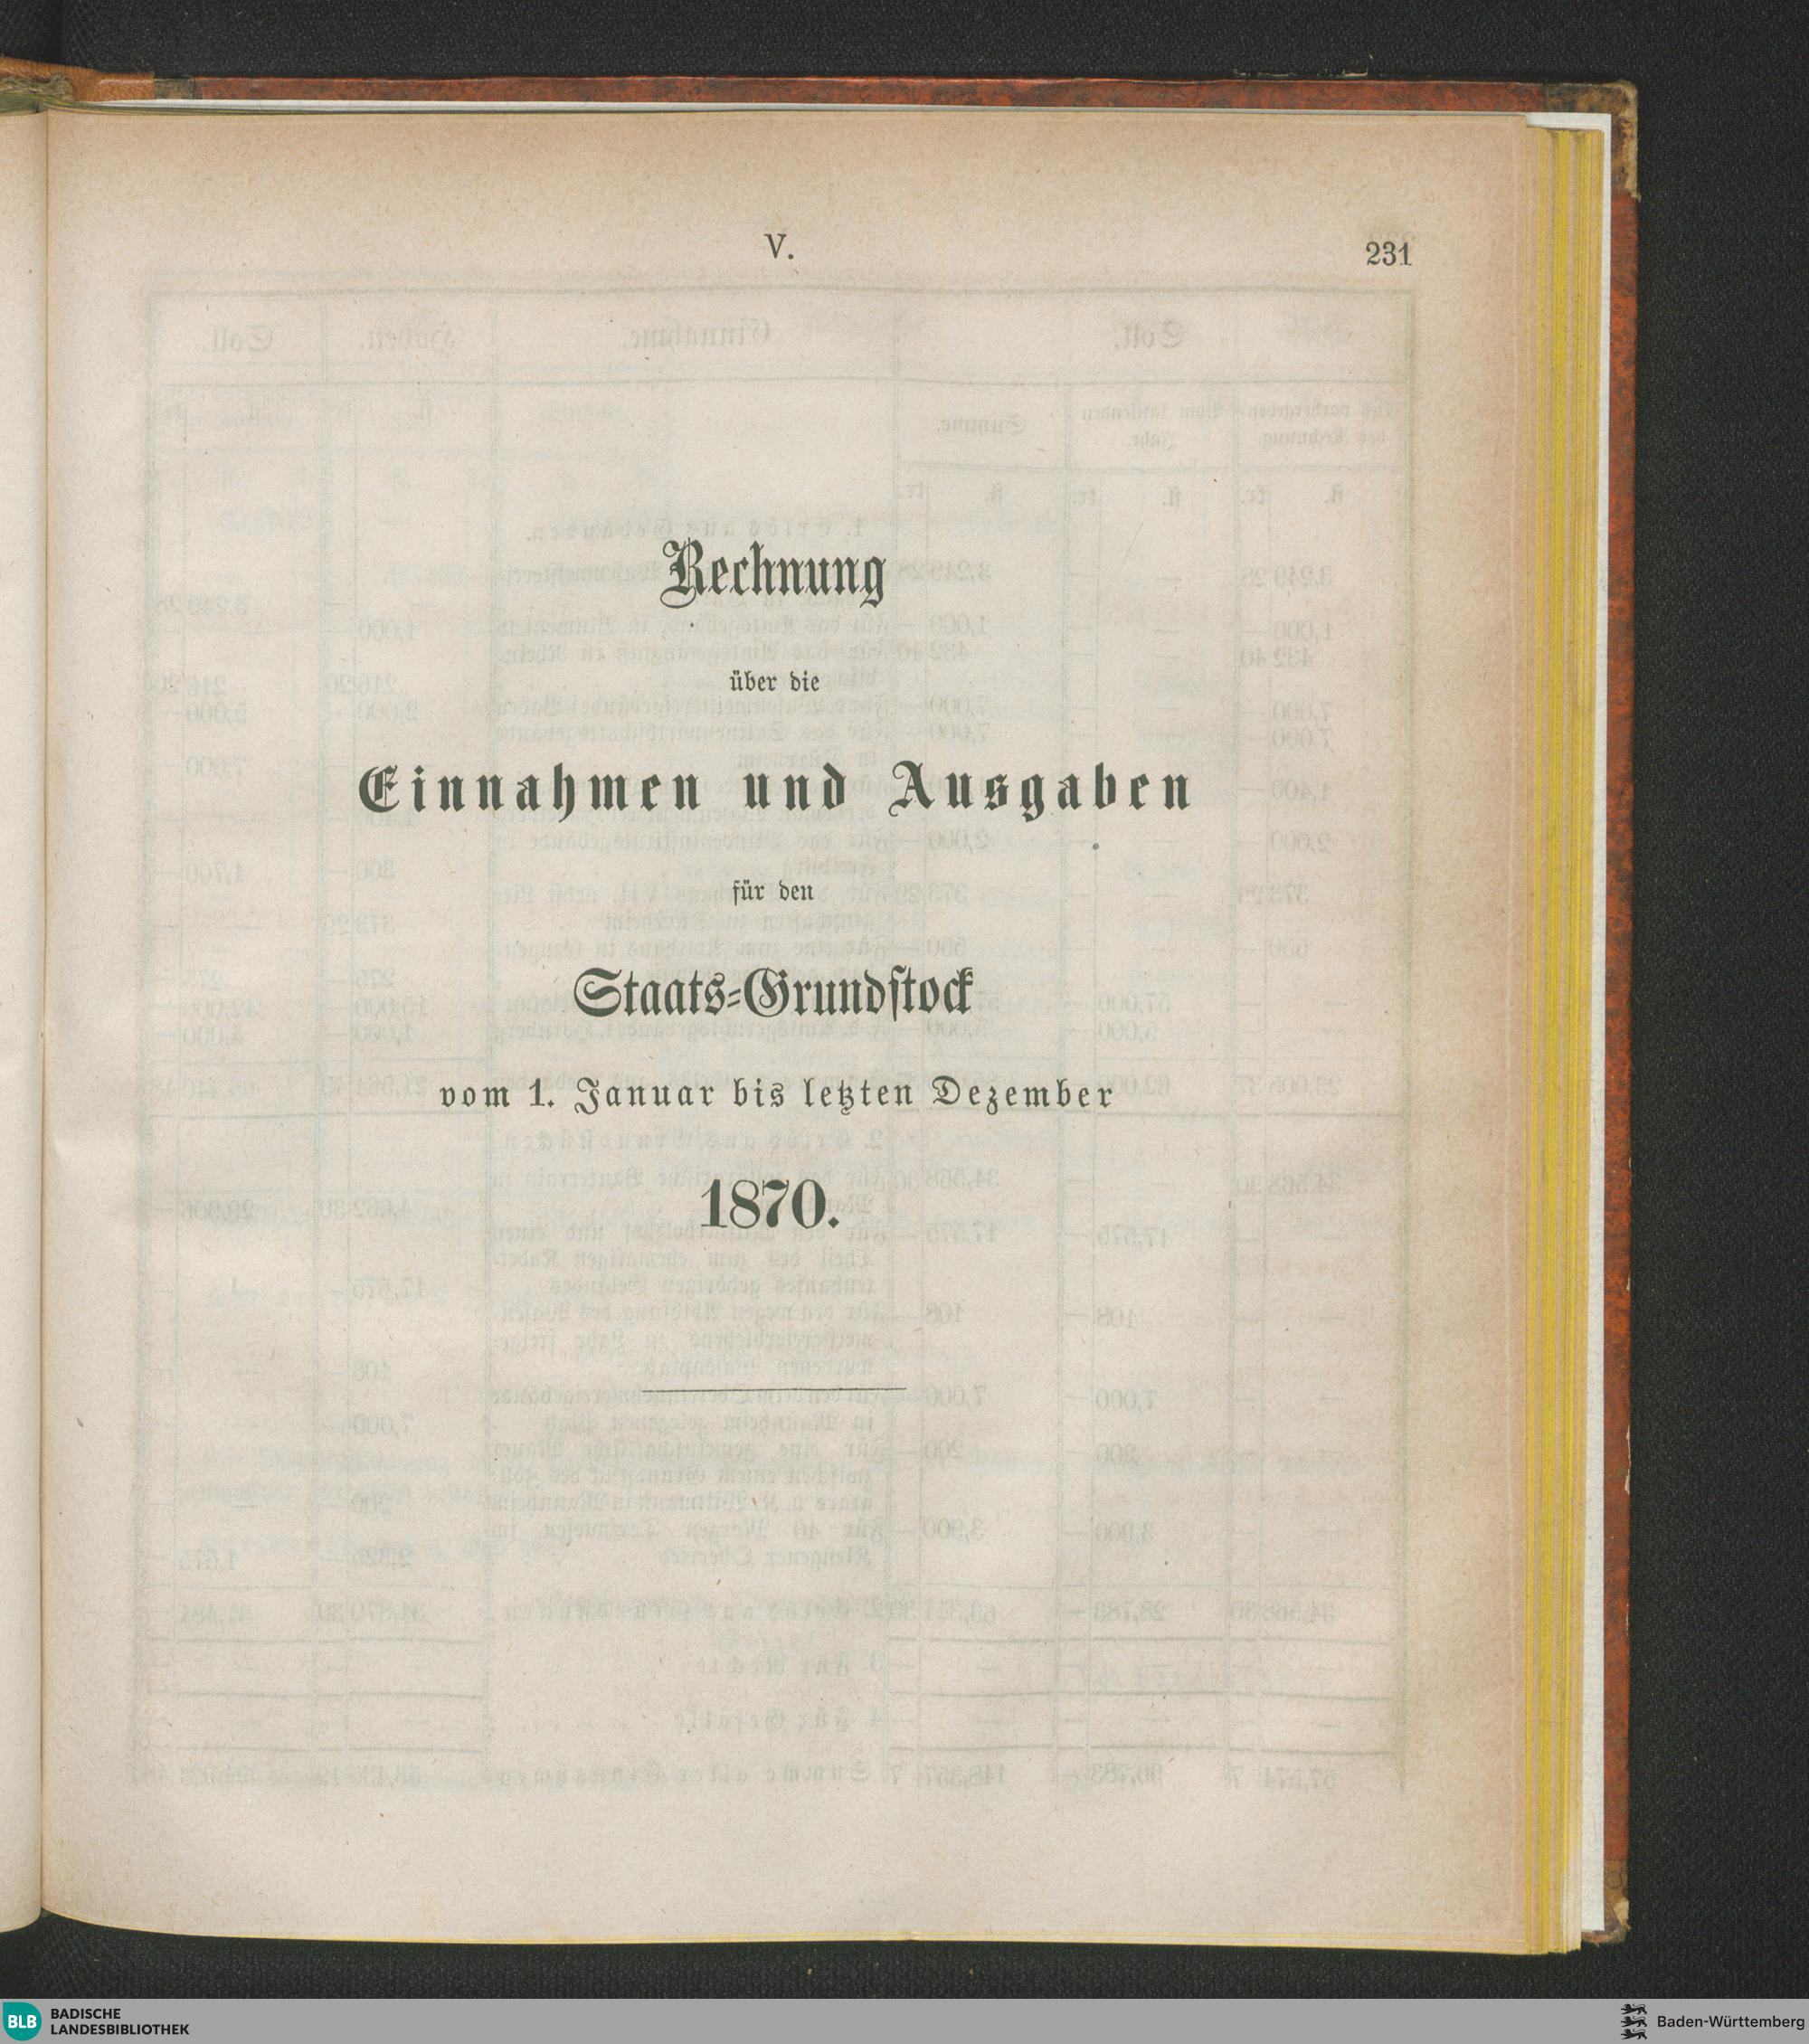 V.
231
Rechnung
über die
Einnahmen und Ausgaben
für den
Staats-Grundstock
vom 1. Januar bis letzten Dezember
1870.
BLB BADISCHE
LANDESBIBLIOTHEK
Baden-Württemberg